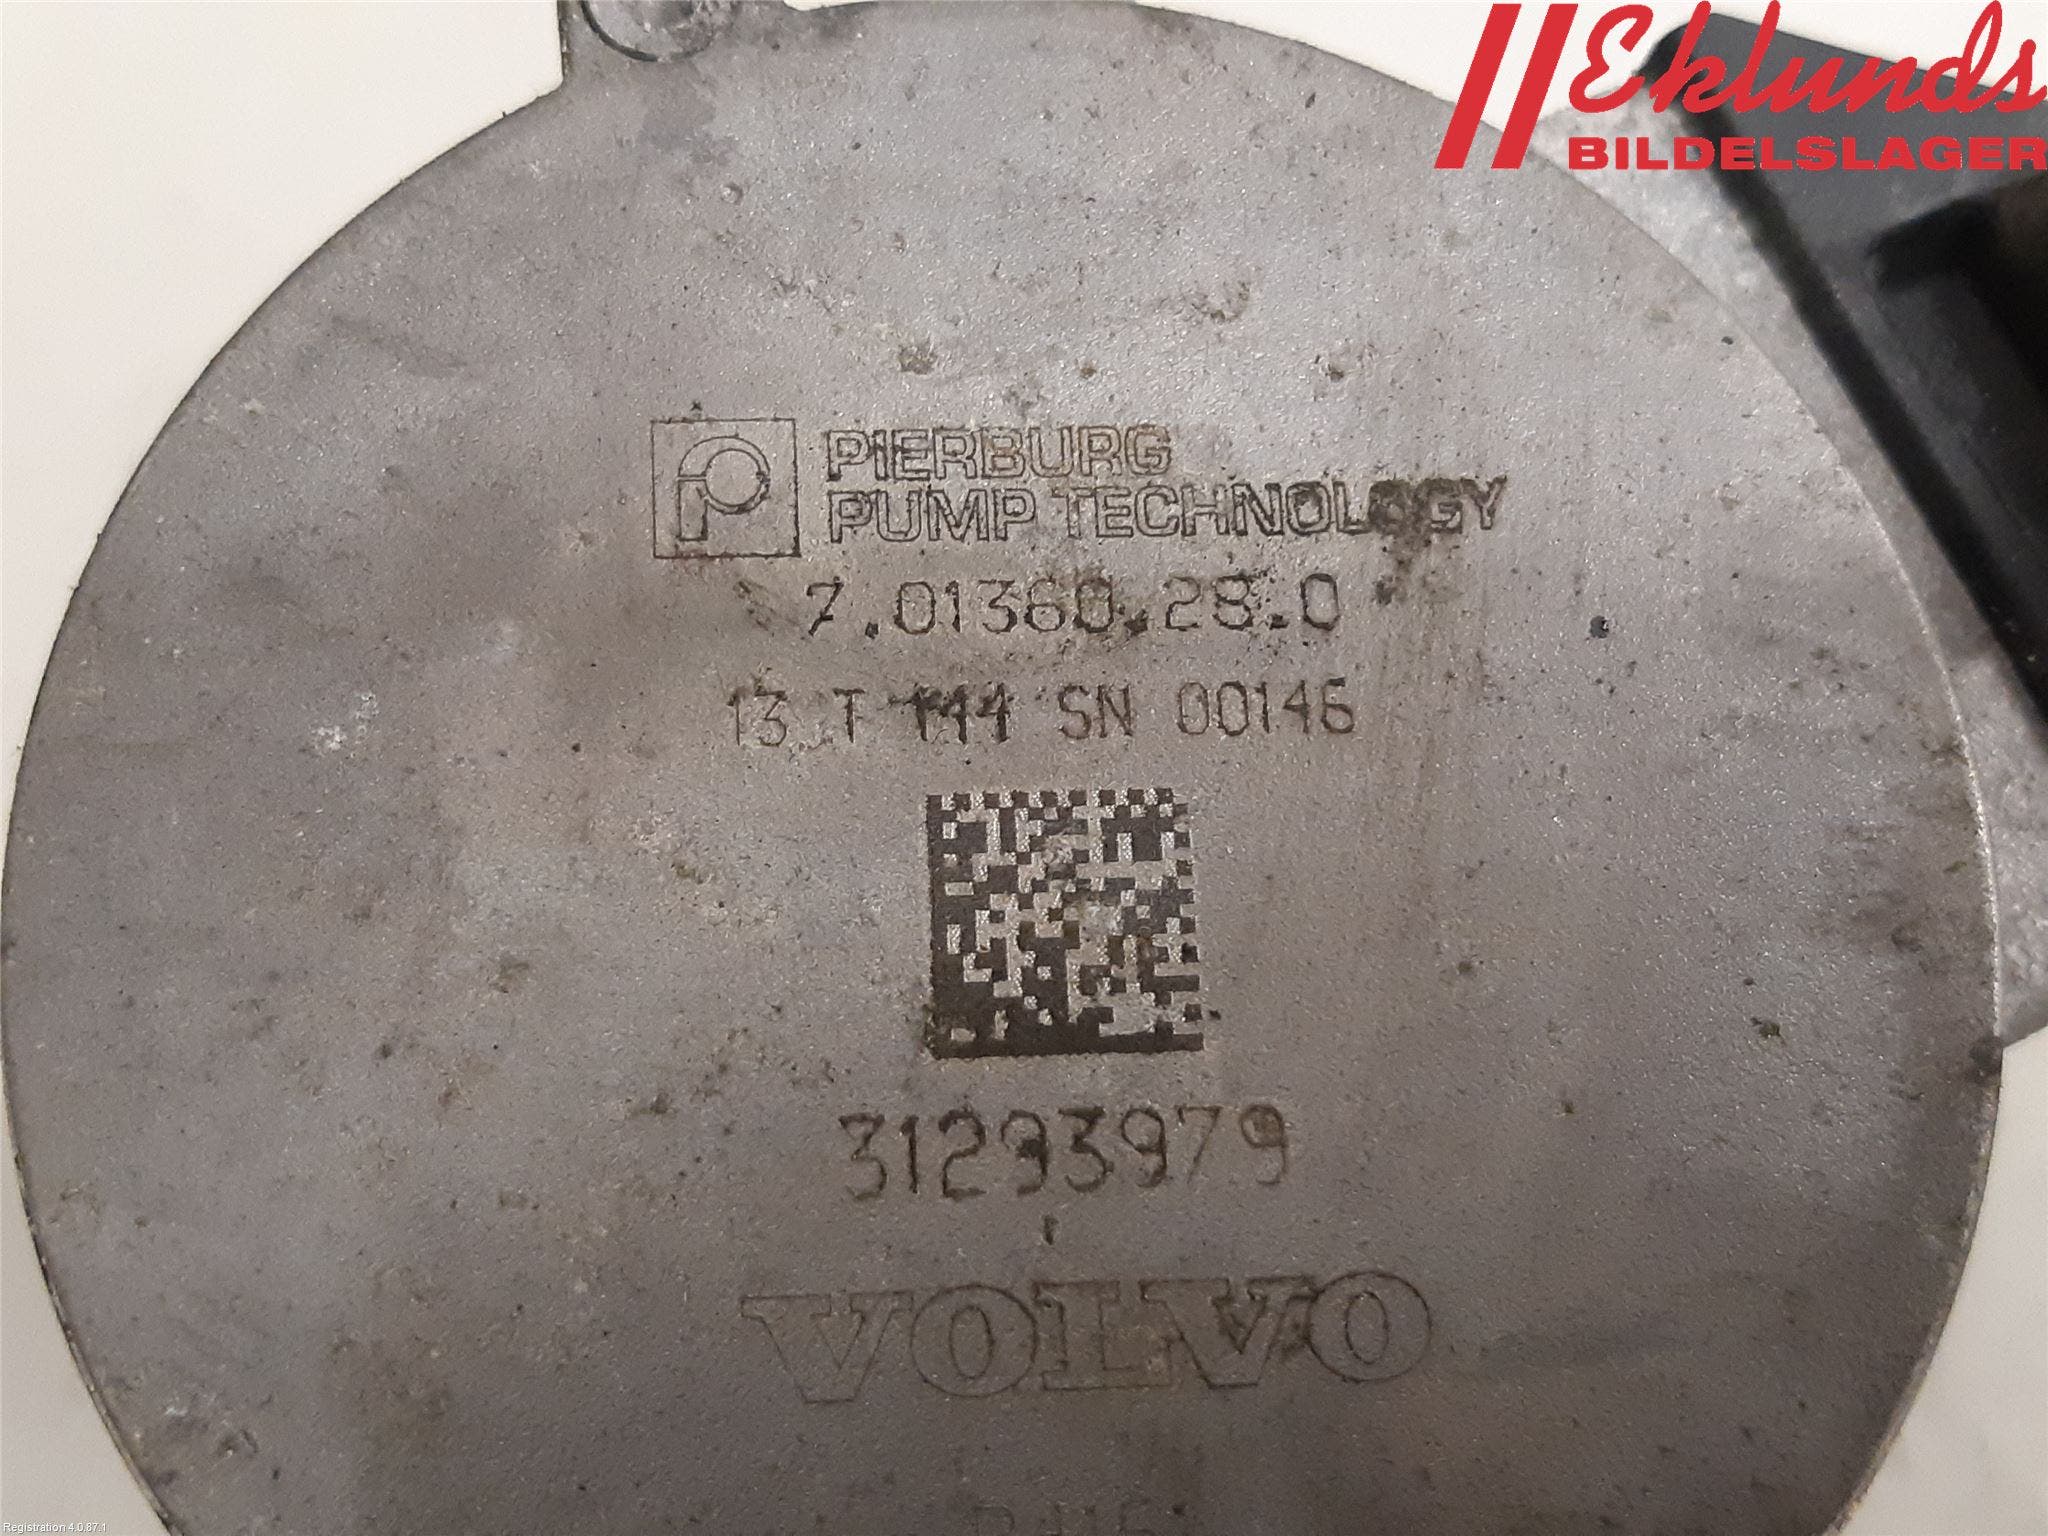 Eklunds
BILDELSLAGER
PIERBURG
PUMP TECHNOLOGY
7.01360.28.0
13 T 144 SN 00146
31293979
VOLVO
Registration 4.0.87.1